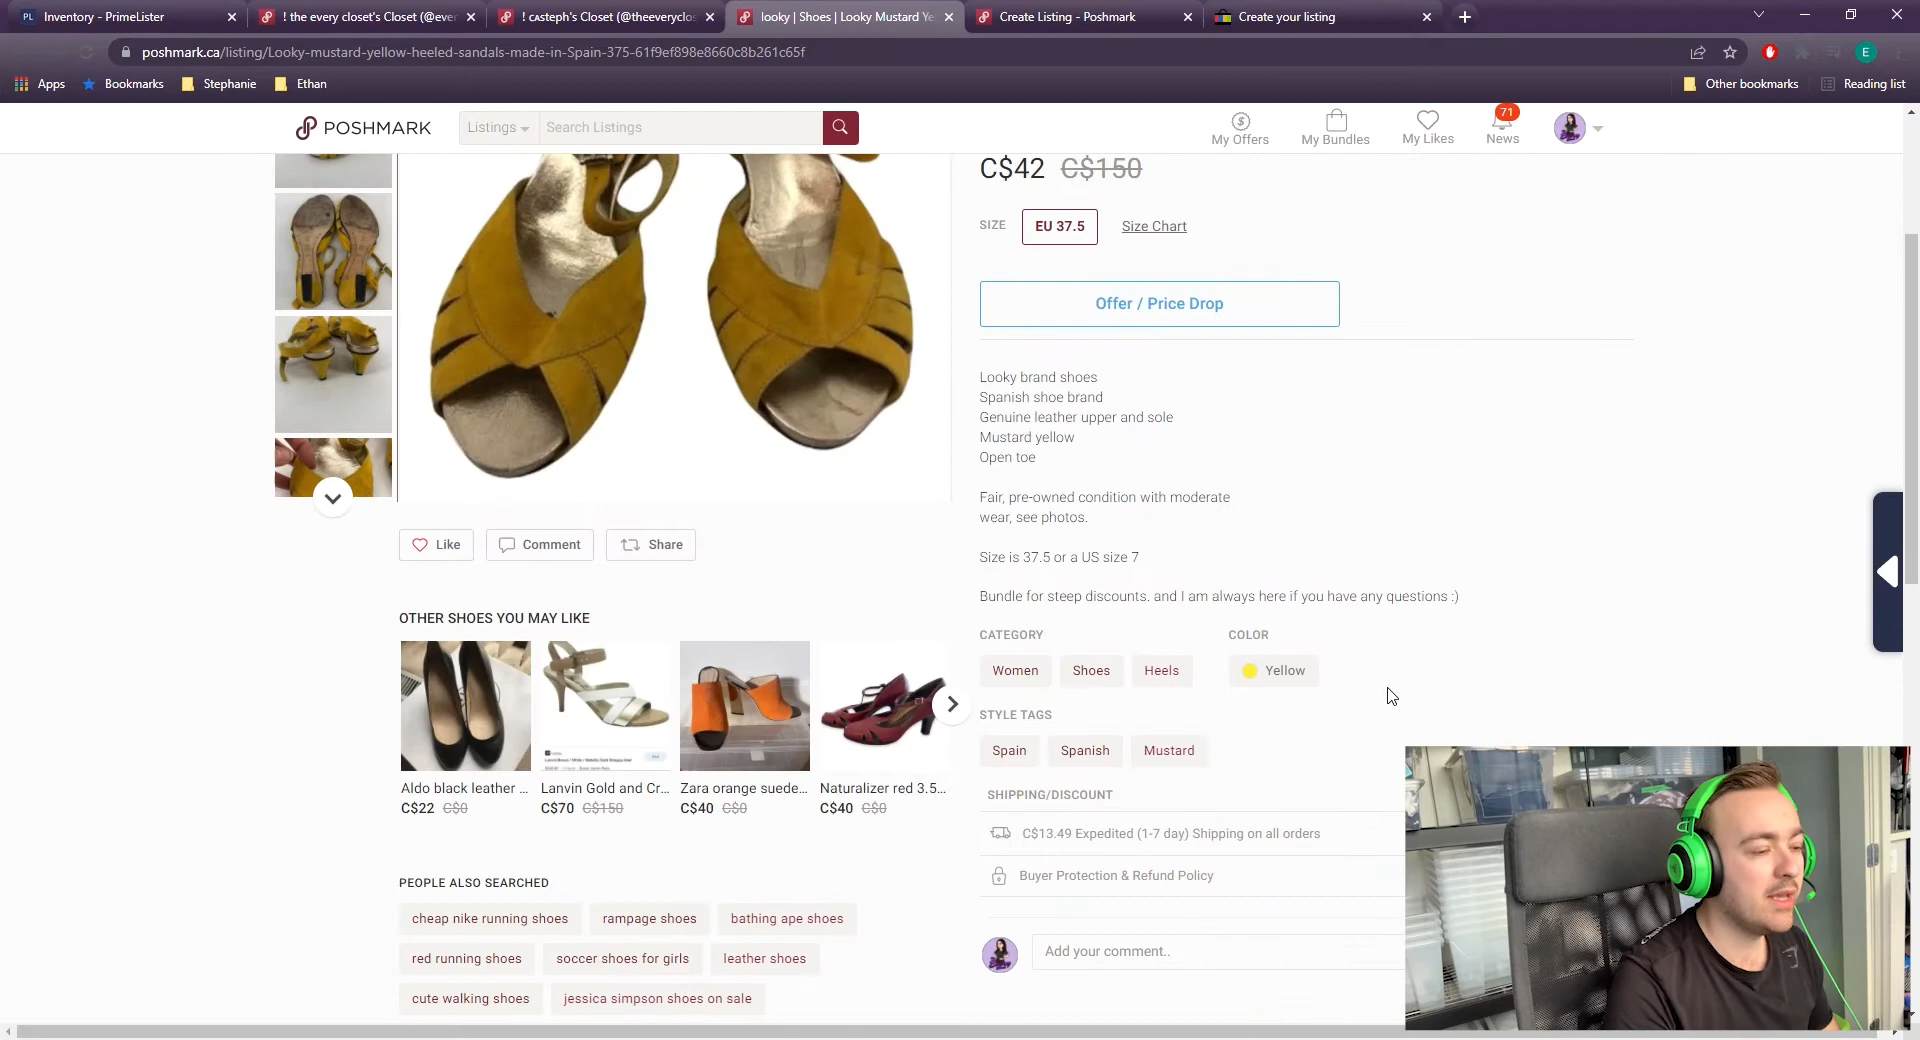 PL Inventory - PrimeLister
! the every closet's Closet (@ever
! cᴀsteph's Closet (@theeveryclos
looky | Shoes | Looky Mustard Ye
Create Listing - Poshmark
Create your listing
poshmark.ca/listing/Looky-mustard-yellow-heeled-sandals-made-in-Spain-375-61f9ef898e8660c8b261c65f
E
Apps
Bookmarks
Stephanie
Ethan
Other bookmarks
Reading list
POSHMARK
Listings
Search Listings
My Offers
My Bundles
My Likes
71
News
C$42 C$150
SIZE
EU 37.5
Size Chart
Offer / Price Drop
Looky brand shoes
Spanish shoe brand
Genuine leather upper and sole
Mustard yellow
Open toe
Fair, pre-owned condition with moderate
wear, see photos.
Size is 37.5 or a US size 7
Bundle for steep discounts. and I am always here if you have any questions :)
CATEGORY
Women
Shoes
Heels
COLOR
Yellow
STYLE TAGS
Spain
Spanish
Mustard
SHIPPING/DISCOUNT
C$13.49 Expedited (1-7 day) Shipping on all orders
Buyer Protection & Refund Policy
Add your comment..
Like
Comment
Share
OTHER SHOES YOU MAY LIKE
Aldo black leather ...
C$22 C$0
Lanvin Gold and Cr...
C$70 C$150
Zara orange suede...
C$40 C$0
Naturalizer red 3.5...
C$40 C$0
PEOPLE ALSO SEARCHED
cheap nike running shoes
rampage shoes
bathing ape shoes
red running shoes
soccer shoes for girls
leather shoes
cute walking shoes
jessica simpson shoes on sale